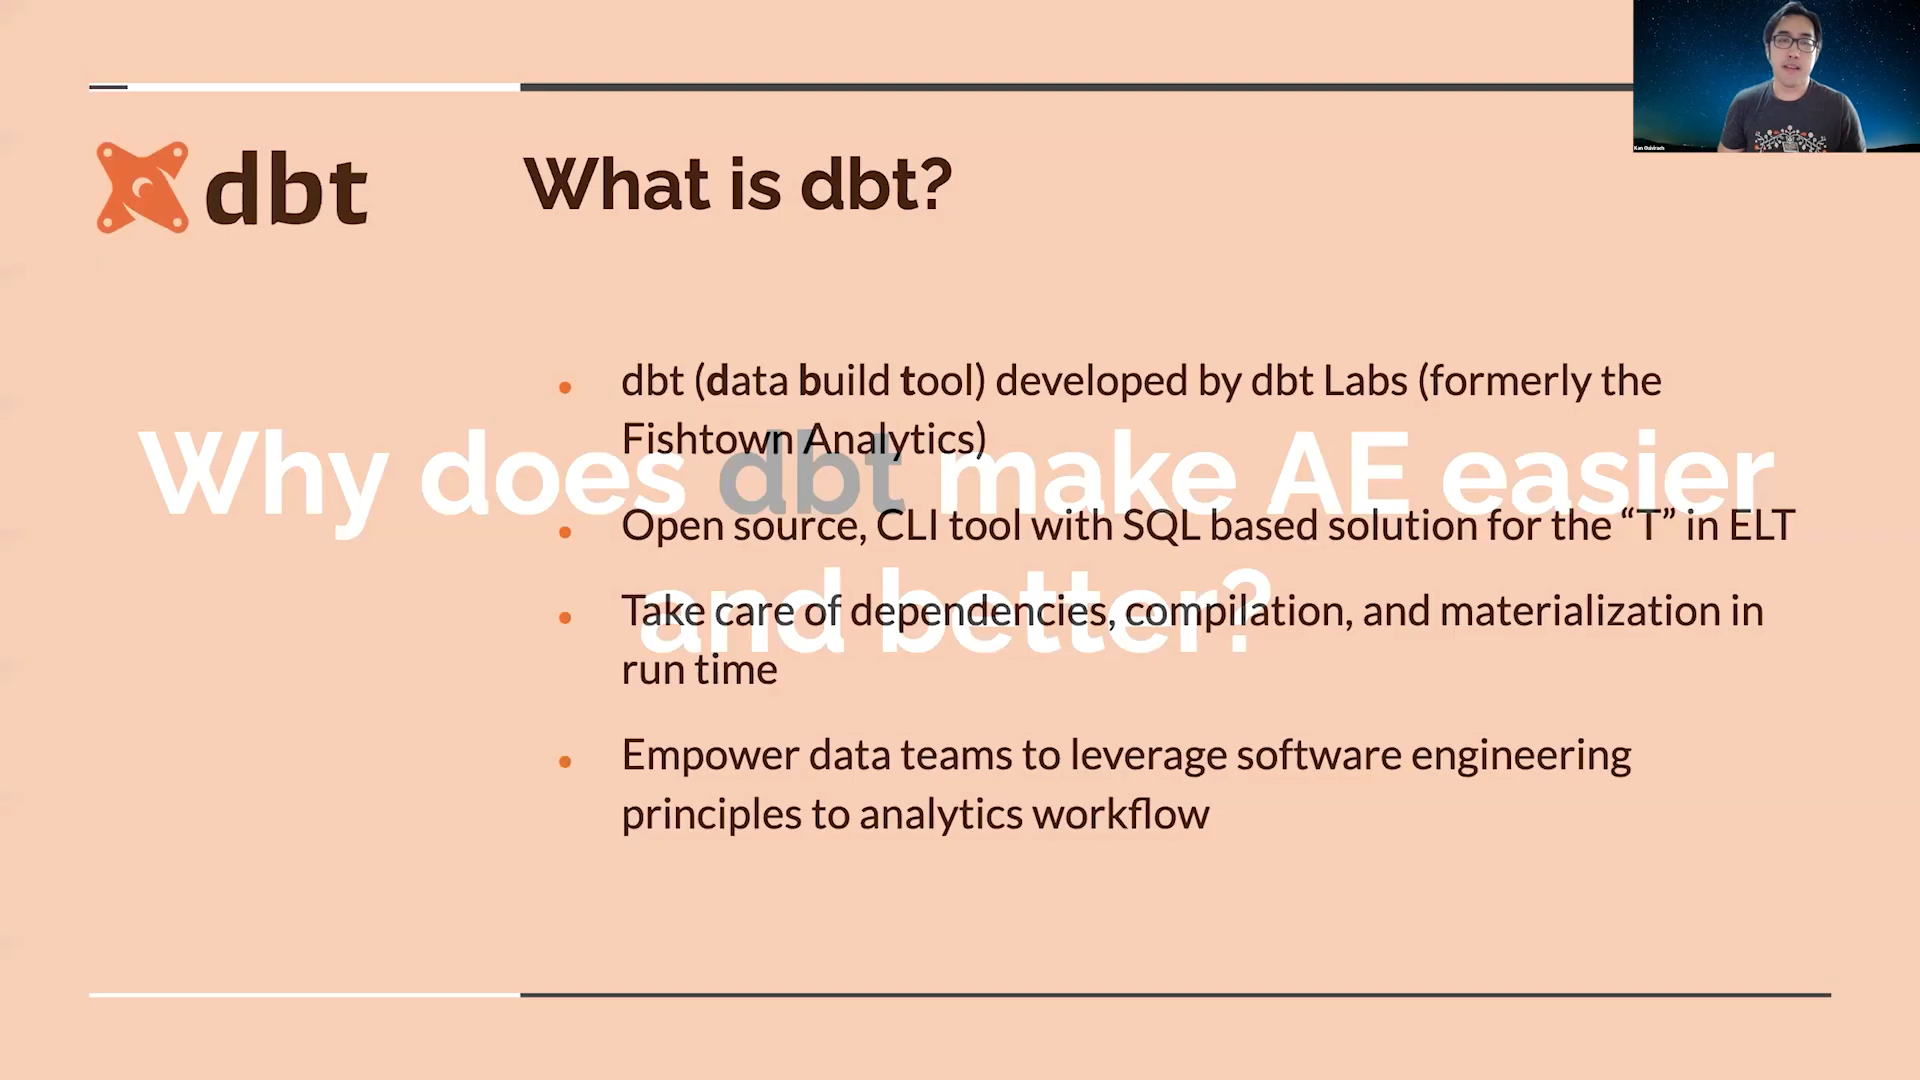 Kan Ouivirach
dbt
What is dbt?
dbt (data build tool) developed by dbt Labs (formerly the
Fishtown Analytics)
Why does dbt make AE easier
Open source, CLI tool with SQL based solution for the “T” in ELT
and better?
Take care of dependencies, compilation, and materialization in
run time
Empower data teams to leverage software engineering
principles to analytics workflow